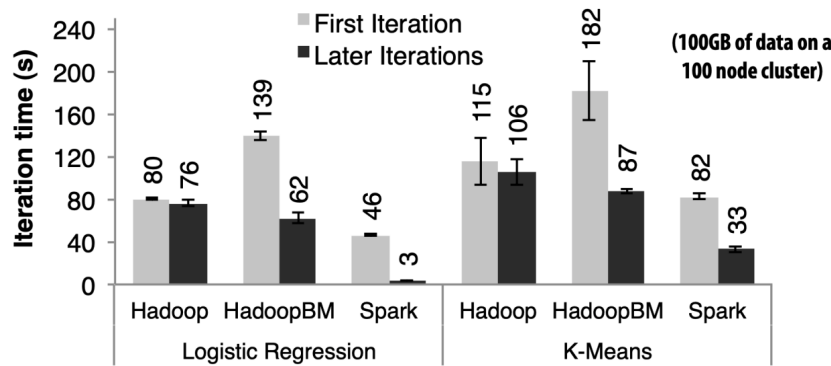 First Iteration
Later Iterations
(100GB of data on a
100 node cluster)
Iteration time (s)
240
200
160
120
80
40
0
80
76
139
62
46
3
115
106
182
87
82
33
Hadoop HadoopBM Spark Hadoop HadoopBM Spark
Logistic Regression K-Means